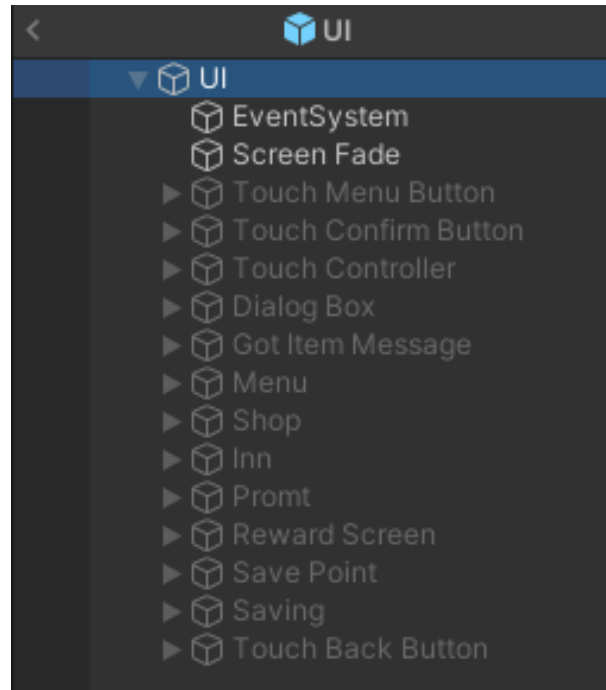 UI
UI
EventSystem
Screen Fade
Touch Menu Button
Touch Confirm Button
Touch Controller
Dialog Box
Got Item Message
Menu
Shop
Inn
Promt
Reward Screen
Save Point
Saving
Touch Back Button